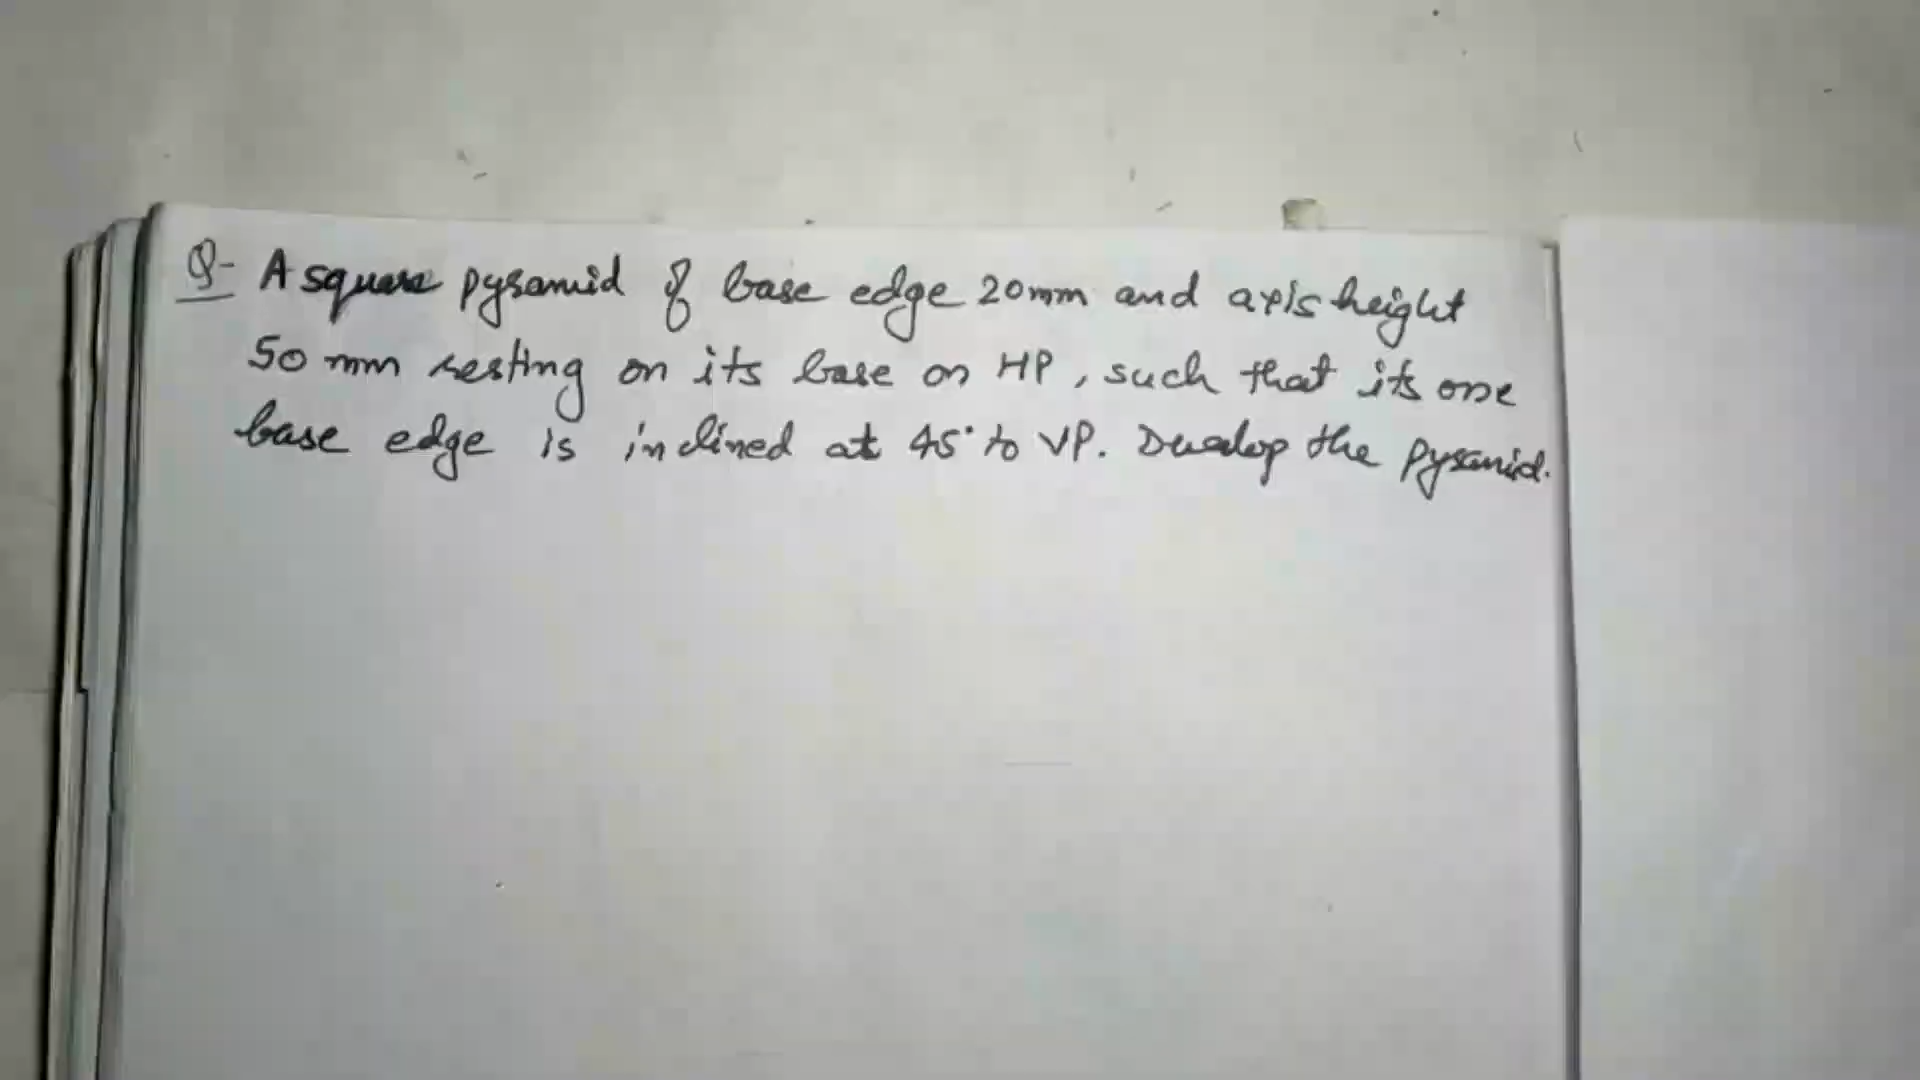 Q- A square pyramid of base edge 20mm and axis height
50 mm resting on its base on HP, such that its one
base edge is inclined at 45° to VP. Develop the pyramid.